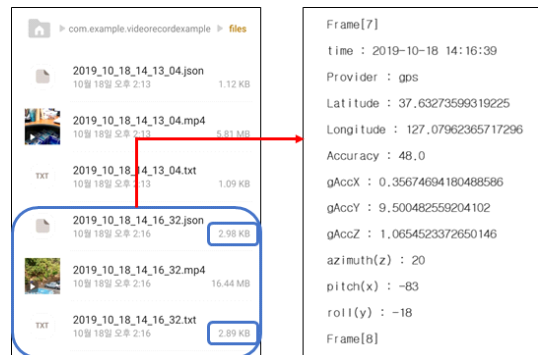 com.example.videorecordexample
files
2019_10_18_14_13_04.json
10월 18일 오후 2:13
1.12 KB
2019_10_18_14_13_04.mp4
10월 18일 오후 2:13
5.81 MB
TXT
2019_10_18_14_13_04.txt
10월 18일 오후 2:13
1.09 KB
2019_10_18_14_16_32.json
10월 18일 오후 2:16
2.98 KB
2019_10_18_14_16_32.mp4
10월 18일 오후 2:16
16.44 MB
TXT
2019_10_18_14_16_32.txt
10월 18일 오후 2:16
2.89 KB
Frame[7]
time : 2019-10-18 14:16:39
Provider : gps
Latitude : 37.63273599319225
Longitude : 127.07962365717296
Accuracy : 48.0
gAccX : 0.35674694180488586
gAccY : 9.500482559204102
gAccZ : 1.0654523372650146
azimuth(z) : 20
pitch(x) : -83
roll(y) : -18
Frame[8]